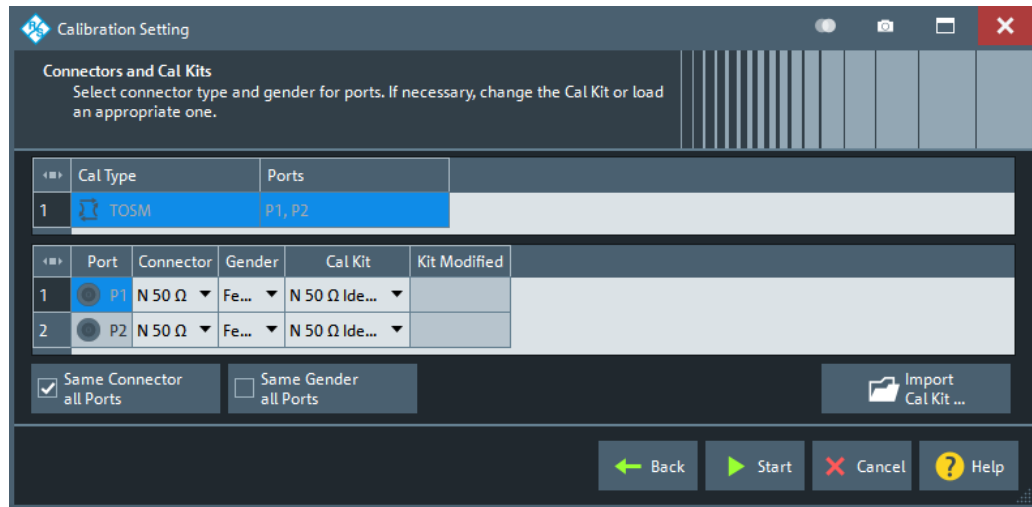 Calibration Setting
Connectors and Cal Kits
Select connector type and gender for ports. If necessary, change the Cal Kit or load
an appropriate one.
Cal Type Ports
1 TOSM P1, P2
Port Connector Gender Cal Kit Kit Modified
1 P1 N 50 Ω Fe... N 50 Ω Ide...
2 P2 N 50 Ω Fe... N 50 Ω Ide...
Same Connector
all Ports
Same Gender
all Ports
Import
Cal Kit ...
Back Start Cancel ? Help